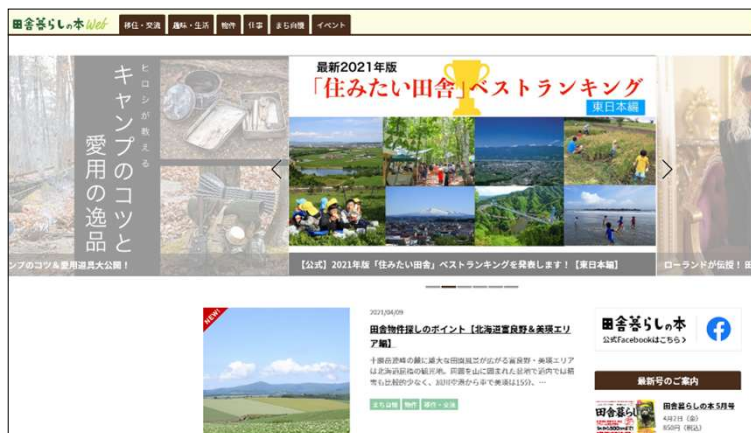 田舎暮らしの本 Web
移住・交流
趣味・生活
物件
仕事
まち自慢
イベント
ヒロシが教える
キャンプのコツと
愛用の逸品
ンプのコツ&愛用道具大公開!
最新2021年版
「住みたい田舎」ベストランキング
東日本編
【公式】2021年版「住みたい田舎」ベストランキングを発表します!【東日本編】
ローランドが伝授! 田
NEW!
2021/04/09
田舎物件探しのポイント【北海道富良野&美瑛エリ
ア編】
十勝岳連峰の麓に雄大な田園風景が広がる富良野・美瑛エリア
は北海道屈指の観光地。四囲を山に囲まれた盆地で道内では積
雪も比較的少なく、旭川空港から車で美瑛は15分、…
まち自慢
物件
移住・交流
田舎暮らしの本
公式Facebookはこちら
最新号のご案内
田舎暮らしの本 5月号
4月2日(金)
850円(税込)